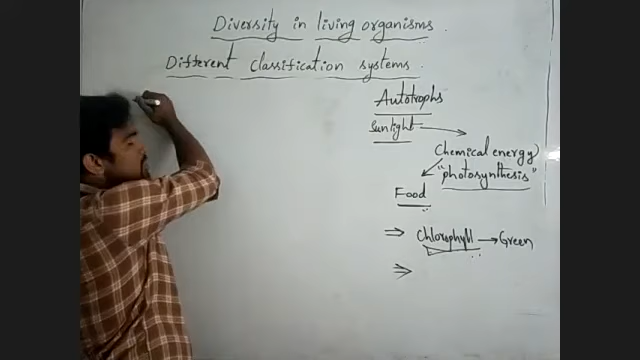 Diversity in living organisms.
Different classification systems.
Autotrophs
Sunlight →
Chemical energy)
"photosynthesis"
Food
⇒ Chlorophyll → Green
⇒